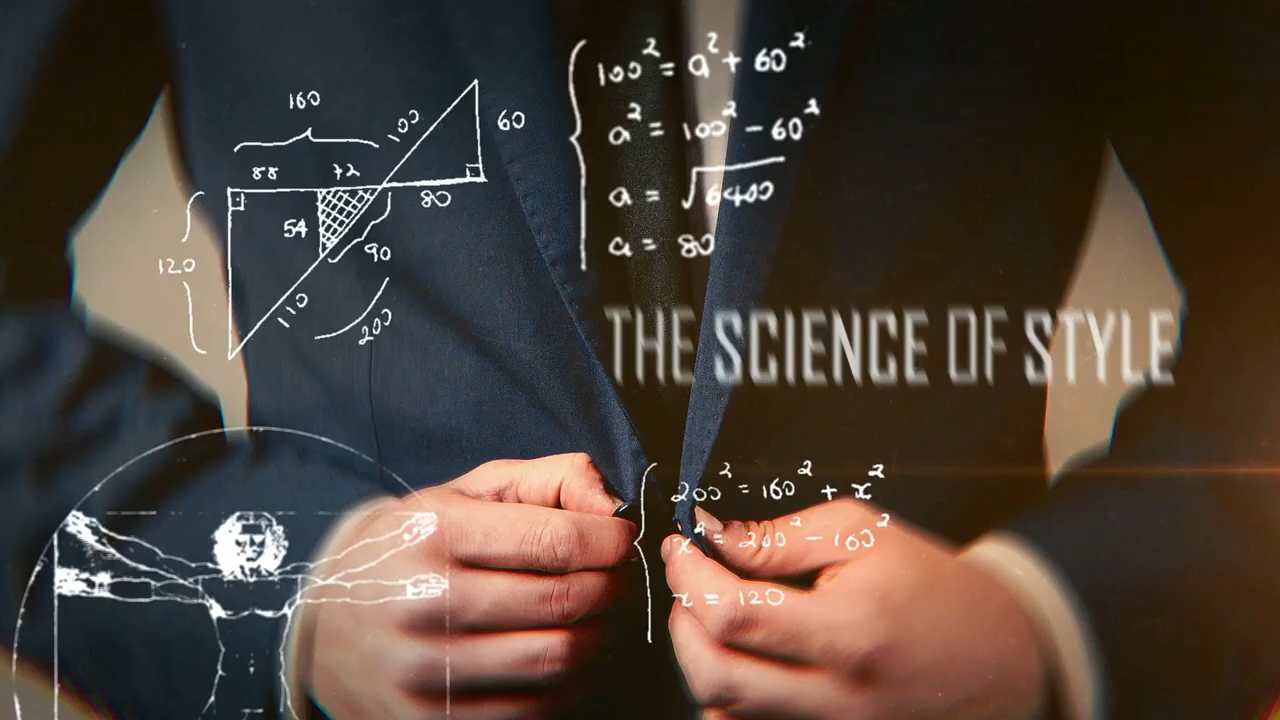 160
100
60
88
72
80
54
90
120
110
200
100² = a² + 60²
a² = 100² - 60²
a = √6400
a = 80
THE SCIENCE OF STYLE
200² = 160² + x²
x² = 200² - 160²
x = 120